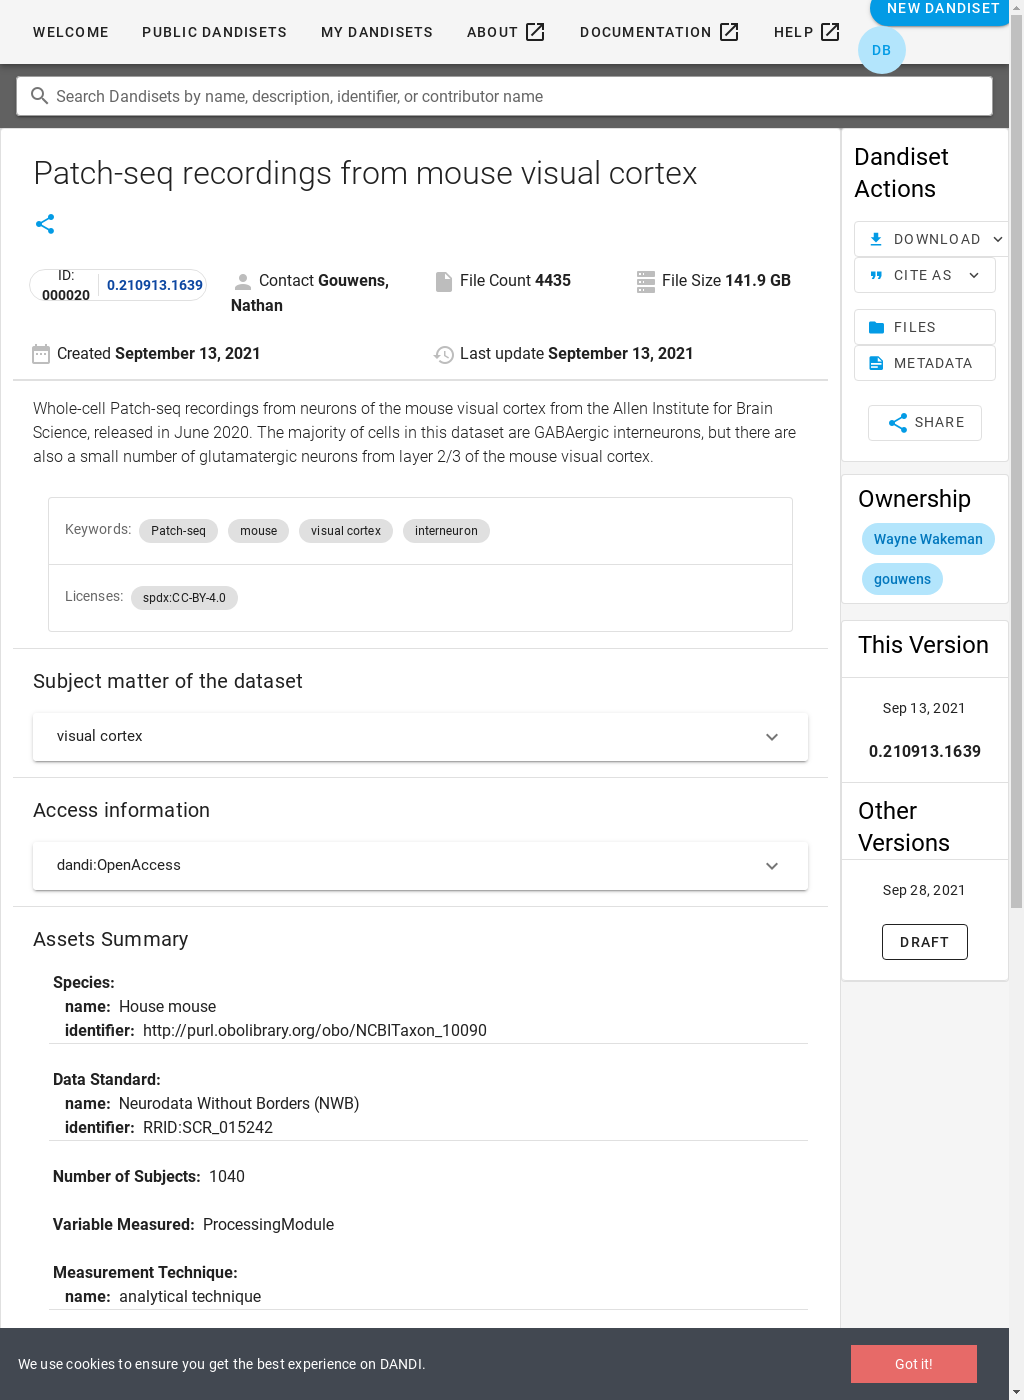 WELCOME PUBLIC DANDISETS MY DANDISETS ABOUT DOCUMENTATION HELP NEW DANDISET
DB
Search Dandisets by name, description, identifier, or contributor name
Patch-seq recordings from mouse visual cortex
ID: 000020 0.210913.1639
Contact Gouwens, Nathan
File Count 4435
File Size 141.9 GB
Created September 13, 2021
Last update September 13, 2021
Whole-cell Patch-seq recordings from neurons of the mouse visual cortex from the Allen Institute for Brain
Science, released in June 2020. The majority of cells in this dataset are GABAergic interneurons, but there are
also a small number of glutamatergic neurons from layer 2/3 of the mouse visual cortex.
Keywords: Patch-seq mouse visual cortex interneuron
Licenses: spdx:CC-BY-4.0
Subject matter of the dataset
visual cortex
Access information
dandi:OpenAccess
Assets Summary
Species:
name: House mouse
identifier: http://purl.obolibrary.org/obo/NCBITaxon_10090
Data Standard:
name: Neurodata Without Borders (NWB)
identifier: RRID:SCR_015242
Number of Subjects: 1040
Variable Measured: ProcessingModule
Measurement Technique:
name: analytical technique
Dandiset
Actions
DOWNLOAD
CITE AS
FILES
METADATA
SHARE
Ownership
Wayne Wakeman
gouwens
This Version
Sep 13, 2021
0.210913.1639
Other
Versions
Sep 28, 2021
DRAFT
We use cookies to ensure you get the best experience on DANDI.
Got it!